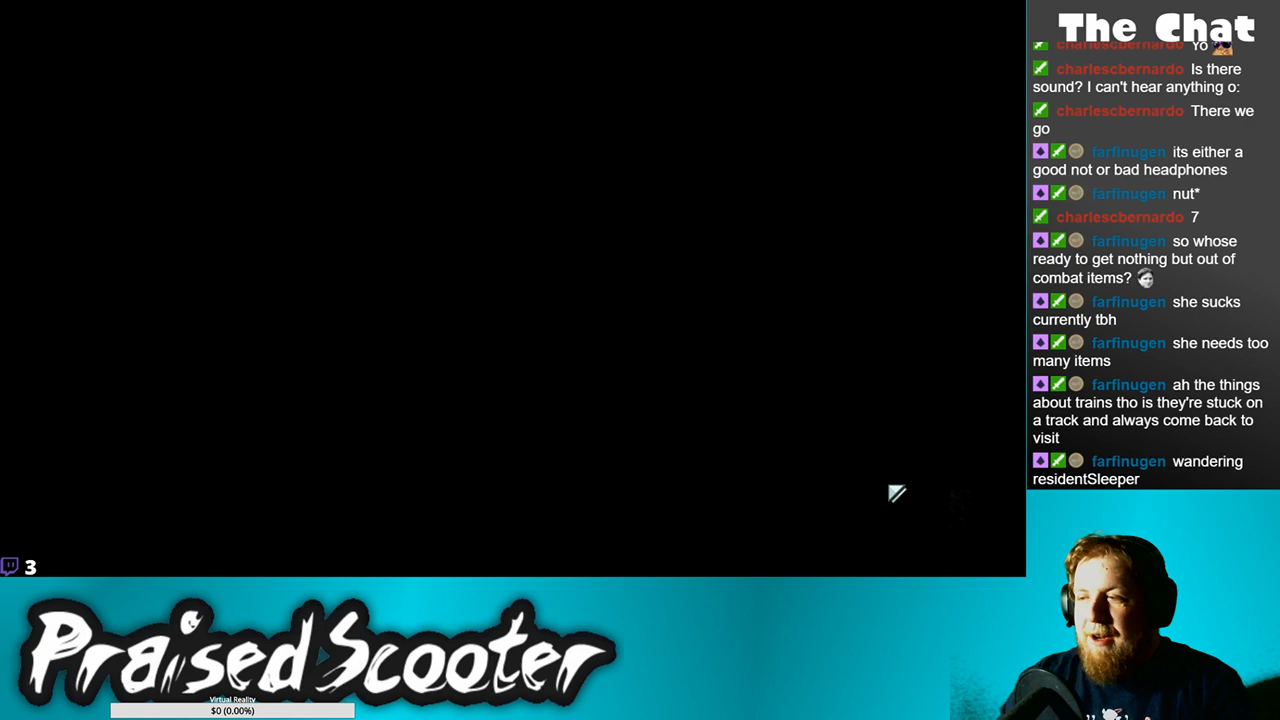 The Chat
charlescbernardo Yo
charlescbernardo Is there
sound? I can't hear anything o:
charlescbernardo There we
go
farfinugen its either a
good not or bad headphones
farfinugen nut*
charlescbernardo 7
farfinugen so whose
ready to get nothing but out of
combat items?
farfinugen she sucks
currently tbh
farfinugen she needs too
many items
farfinugen ah the things
about trains tho is they're stuck on
a track and always come back to
visit
farfinugen wandering
residentSleeper
3
PraisedScooter
Virtual Reality
$0 (0.00%)